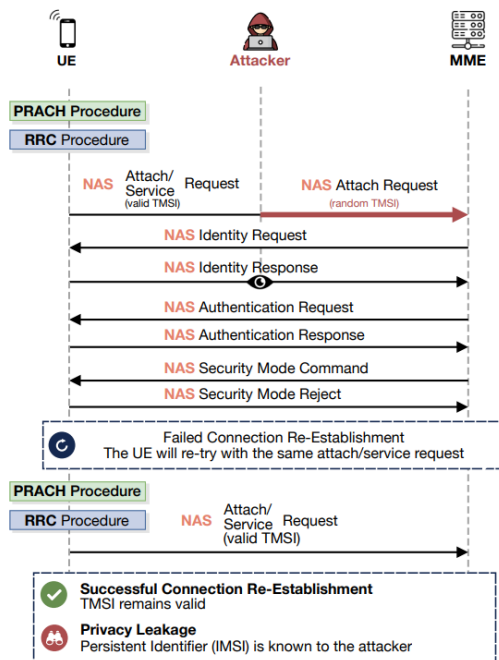 UE
Attacker
MME
PRACH Procedure
RRC Procedure
NAS Attach/ Service Request
(valid TMSI)
NAS Attach Request
(random TMSI)
NAS Identity Request
NAS Identity Response
NAS Authentication Request
NAS Authentication Response
NAS Security Mode Command
NAS Security Mode Reject
Failed Connection Re-Establishment
The UE will re-try with the same attach/service request
PRACH Procedure
RRC Procedure
NAS Attach/ Service Request
(valid TMSI)
Successful Connection Re-Establishment
TMSI remains valid
Privacy Leakage
Persistent Identifier (IMSI) is known to the attacker